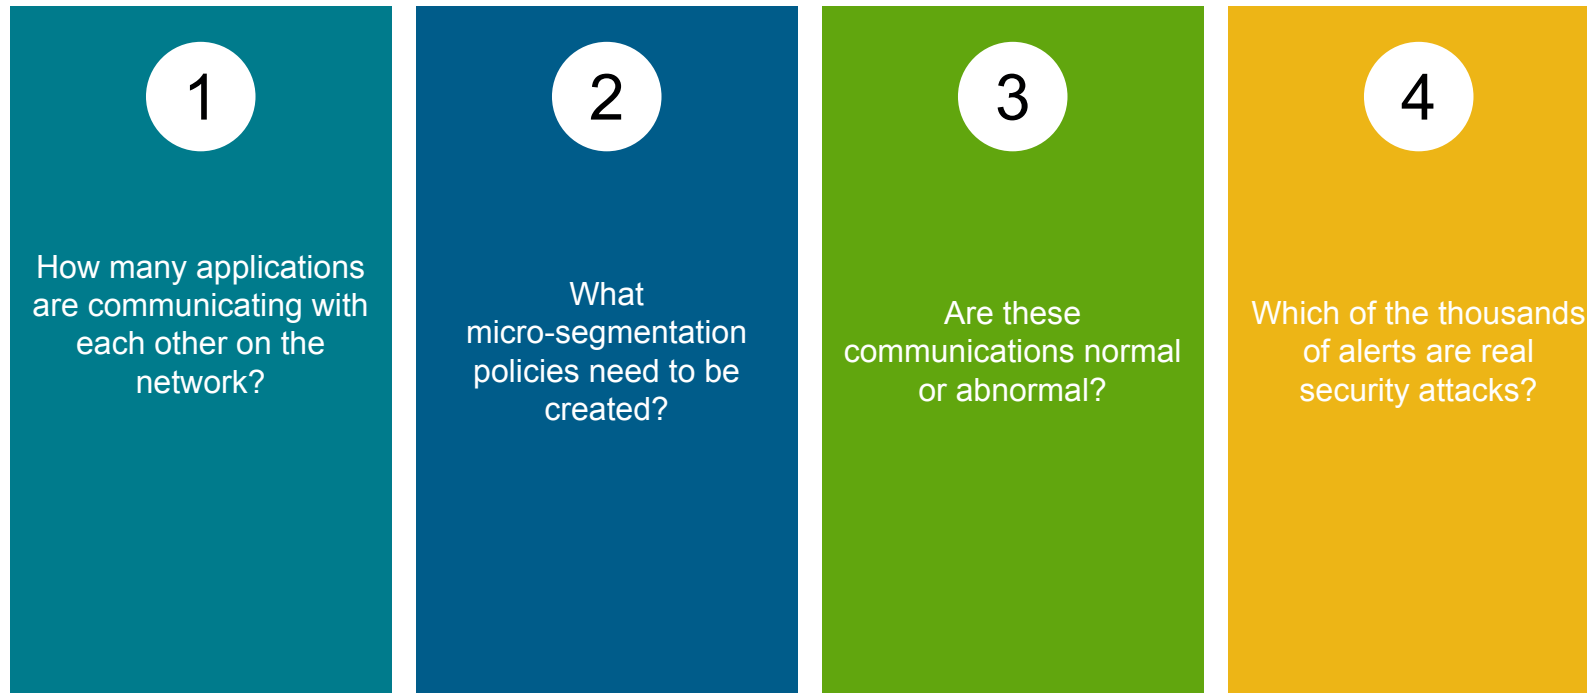 1
How many applications
are communicating with
each other on the
network?
2
What
micro-segmentation
policies need to be
created?
3
Are these
communications normal
or abnormal?
4
Which of the thousands
of alerts are real
security attacks?